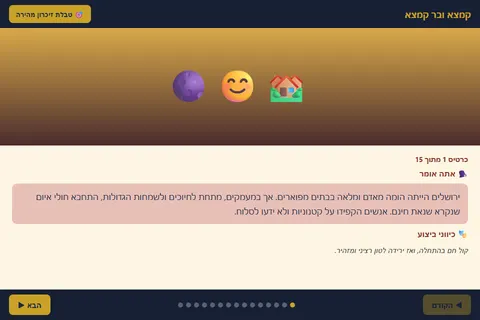 קמצא ובר קמצא
טבלת זיכרון מהירה
כרטיס 1 מתוך 15
אתה אומר
ירושלים הייתה הומה מאדם ומלאה בבתים מפוארים. אך במעמקים, מתחת לחיוכים ולשמחות הגדולות, התחבא חולי איום
שנקרא שנאת חינם. אנשים הקפידו על קטנוניות ולא ידעו לסלוח.
כיווני ביצוע
קול חם בהתחלה, ואז ירידה לטון רציני ומזהיר.
הקודם
הבא